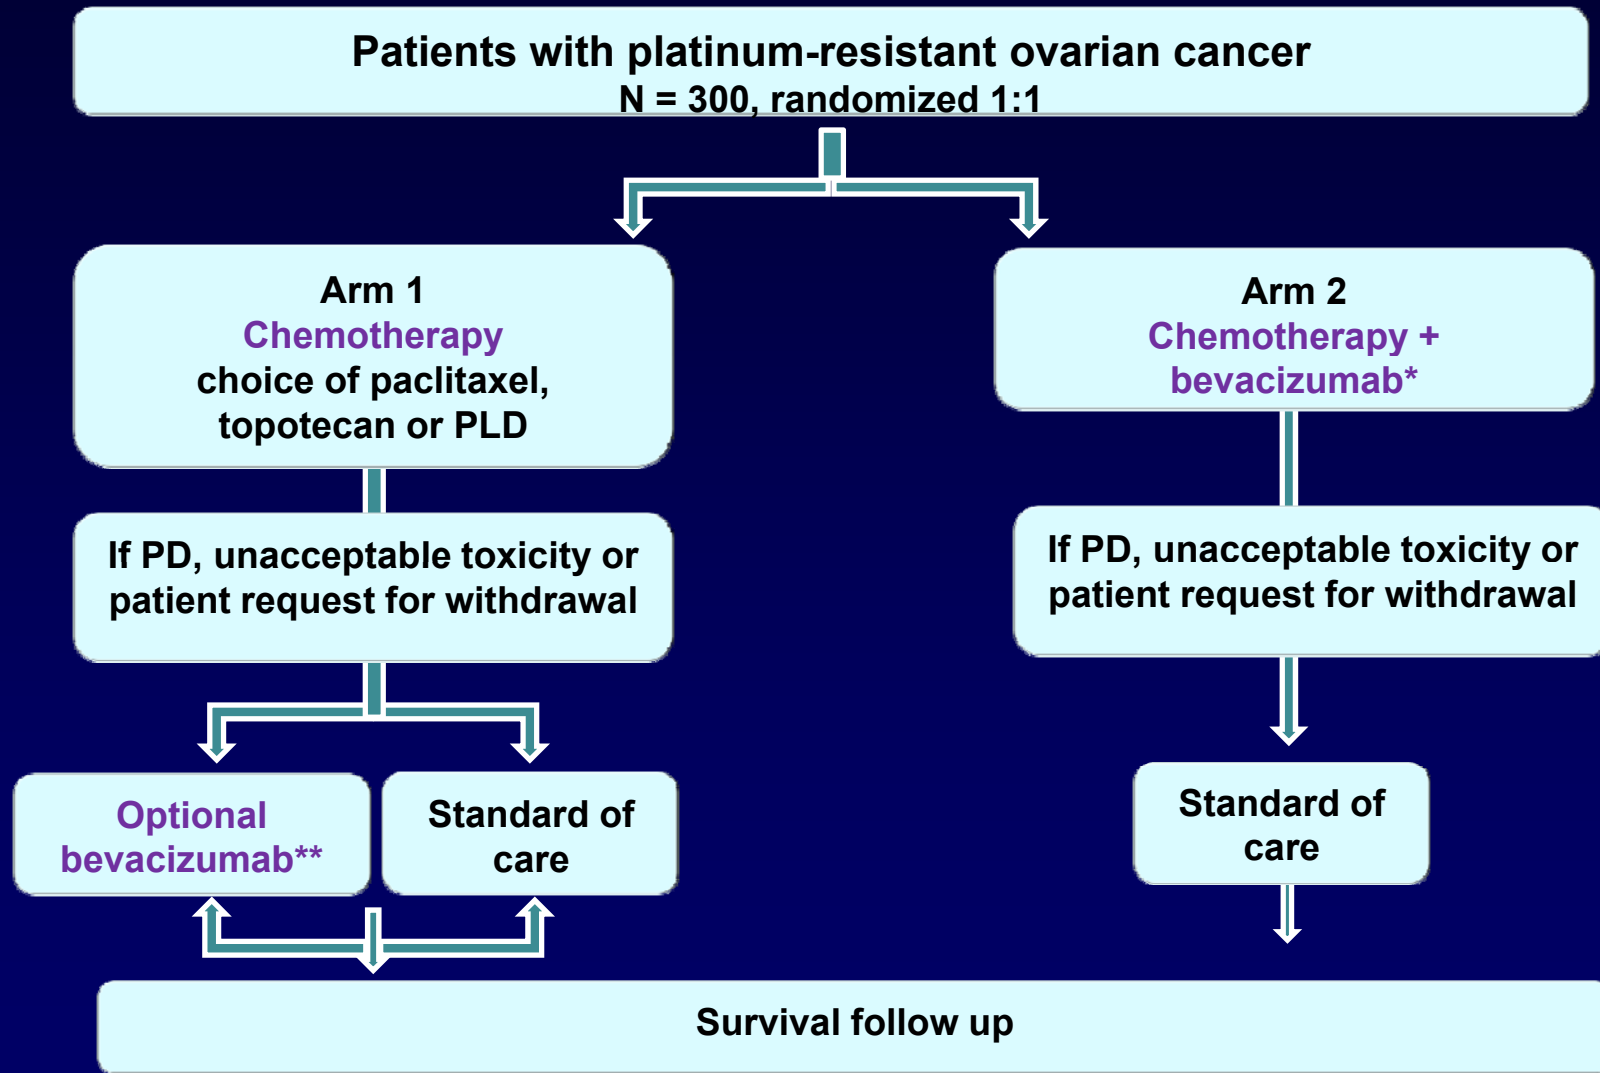 Patients with platinum-resistant ovarian cancer
N = 300, randomized 1:1
Arm 1
Chemotherapy
choice of paclitaxel,
topotecan or PLD
Arm 2
Chemotherapy +
bevacizumab*
If PD, unacceptable toxicity or
patient request for withdrawal
If PD, unacceptable toxicity or
patient request for withdrawal
Optional
bevacizumab**
Standard of
care
Standard of
care
Survival follow up